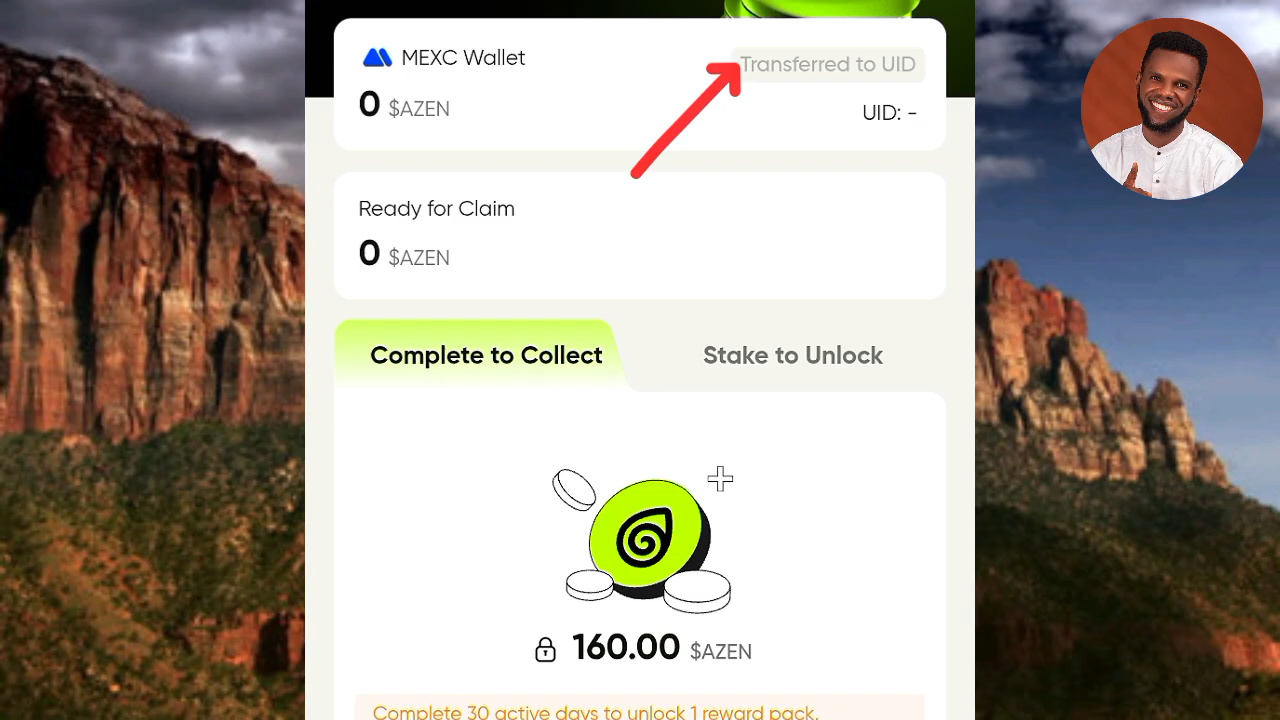 MEXC Wallet
Transferred to UID
0 $AZEN
UID: -
Ready for Claim
0 $AZEN
Complete to Collect
Stake to Unlock
160.00 $AZEN
Complete 30 active days to unlock 1 reward pack.